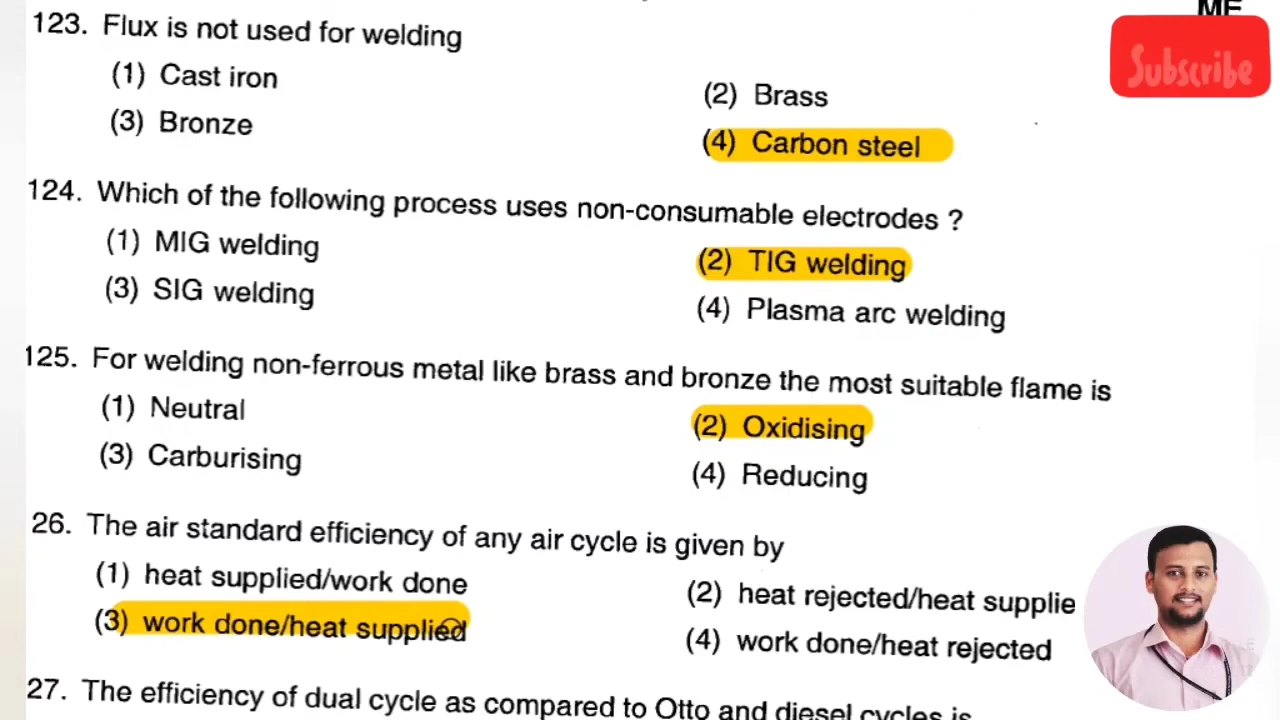 ME
Subscribe
123. Flux is not used for welding
(1) Cast iron
(2) Brass
(3) Bronze
(4) Carbon steel
124. Which of the following process uses non-consumable electrodes ?
(1) MIG welding
(2) TIG welding
(3) SIG welding
(4) Plasma arc welding
125. For welding non-ferrous metal like brass and bronze the most suitable flame is
(1) Neutral
(2) Oxidising
(3) Carburising
(4) Reducing
26. The air standard efficiency of any air cycle is given by
(1) heat supplied/work done
(2) heat rejected/heat supplie
(3) work done/heat supplied
(4) work done/heat rejected
27. The efficiency of dual cycle as compared to Otto and diesel cycles is